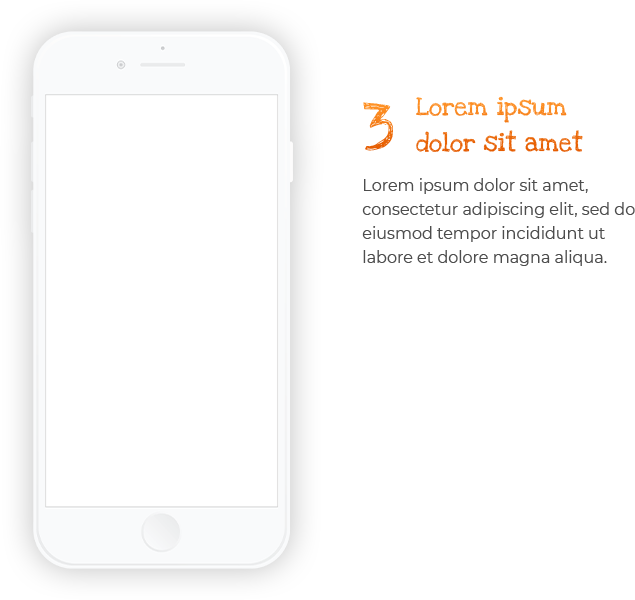 3
Lorem ipsum
dolor sit amet
Lorem ipsum dolor sit amet,
consectetur adipiscing elit, sed do
eiusmod tempor incididunt ut
labore et dolore magna aliqua.